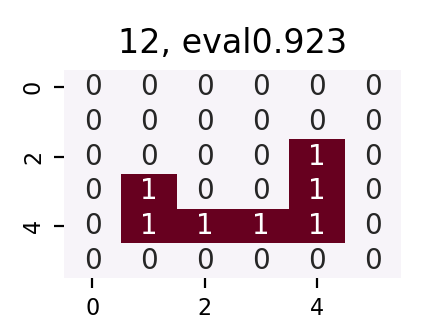 12, eval0.923
0 0 0 0 0 0 0
0 0 0 0 0 0
2 0 0 0 0 1 0
0 1 0 0 1 0
4 0 1 1 1 1 0
0 0 0 0 0 0
0 2 4